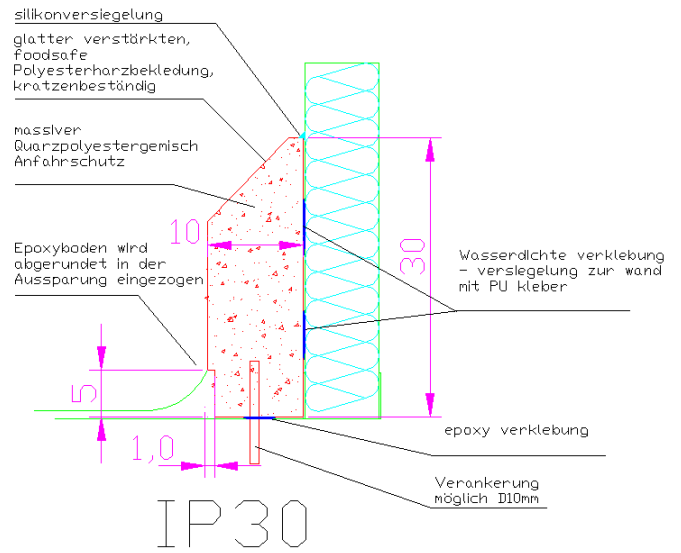 silikonversiegelung
glatter verstärkten,
foodsafe
Polyesterharzbekledung,
kratzenbeständig
massiver
Quarzpolyestergemisch
Anfahrschutz
10
30
Epoxyboden wird
abgerundet in der
Aussparung eingezogen
Wasserdichte verklebung
- versiegelung zur wand
mit PU kleber
5
1,0
epoxy verklebung
Verankerung
möglich D10mm
IP30